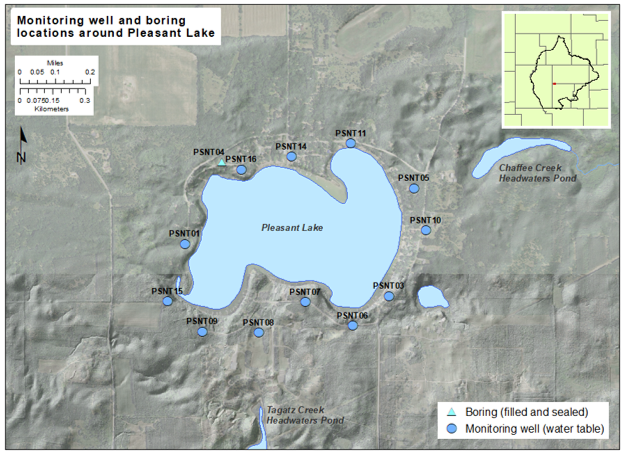 Monitoring well and boring
locations around Pleasant Lake
Miles
0 0.05 0.1 0.2
0 0.075 0.15 0.3
Kilometers
N
PSNT11
PSNT04
PSNT14
PSNT16
Chaffee Creek
Headwaters Pond
PSNT05
PSNT10
Pleasant Lake
PSNT01
PSNT15
PSNT07
PSNT03
PSNT09
PSNT08
PSNT06
Tagatz Creek
Headwaters Pond
Boring (filled and sealed)
Monitoring well (water table)